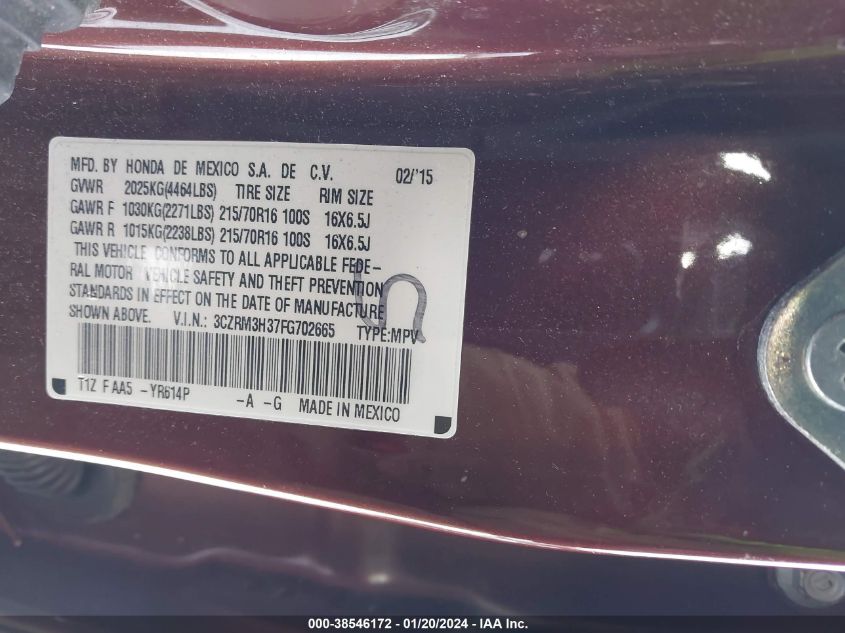 MFD. BY HONDA DE MEXICO S.A. DE C.V. 02/'15
GVWR 2025KG(4464LBS) TIRE SIZE RIM SIZE
GAWR F 1030KG(2271LBS) 215/70R16 100S 16X6.5J
GAWR R 1015KG(2238LBS) 215/70R16 100S 16X6.5J
THIS VEHICLE CONFORMS TO ALL APPLICABLE FEDE-
RAL MOTOR VEHICLE SAFETY AND THEFT PREVENTION
STANDARDS IN EFFECT ON THE DATE OF MANUFACTURE
SHOWN ABOVE. V.I.N.: 3CZRM3H37FG702665 TYPE:MPV
T1Z F AA5 -YR614P -A -G MADE IN MEXICO
000-38546172 - 01/20/2024 - IAA Inc.